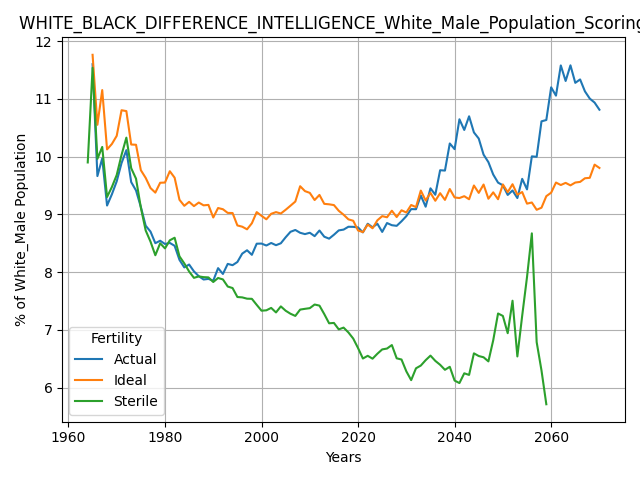 WHITE_BLACK_DIFFERENCE_INTELLIGENCE_White_Male_Population_Scoring
12
11
10
9
8
7
6
% of White_Male Population
Fertility
Actual
Ideal
Sterile
1960 1980 2000 2020 2040 2060
Years